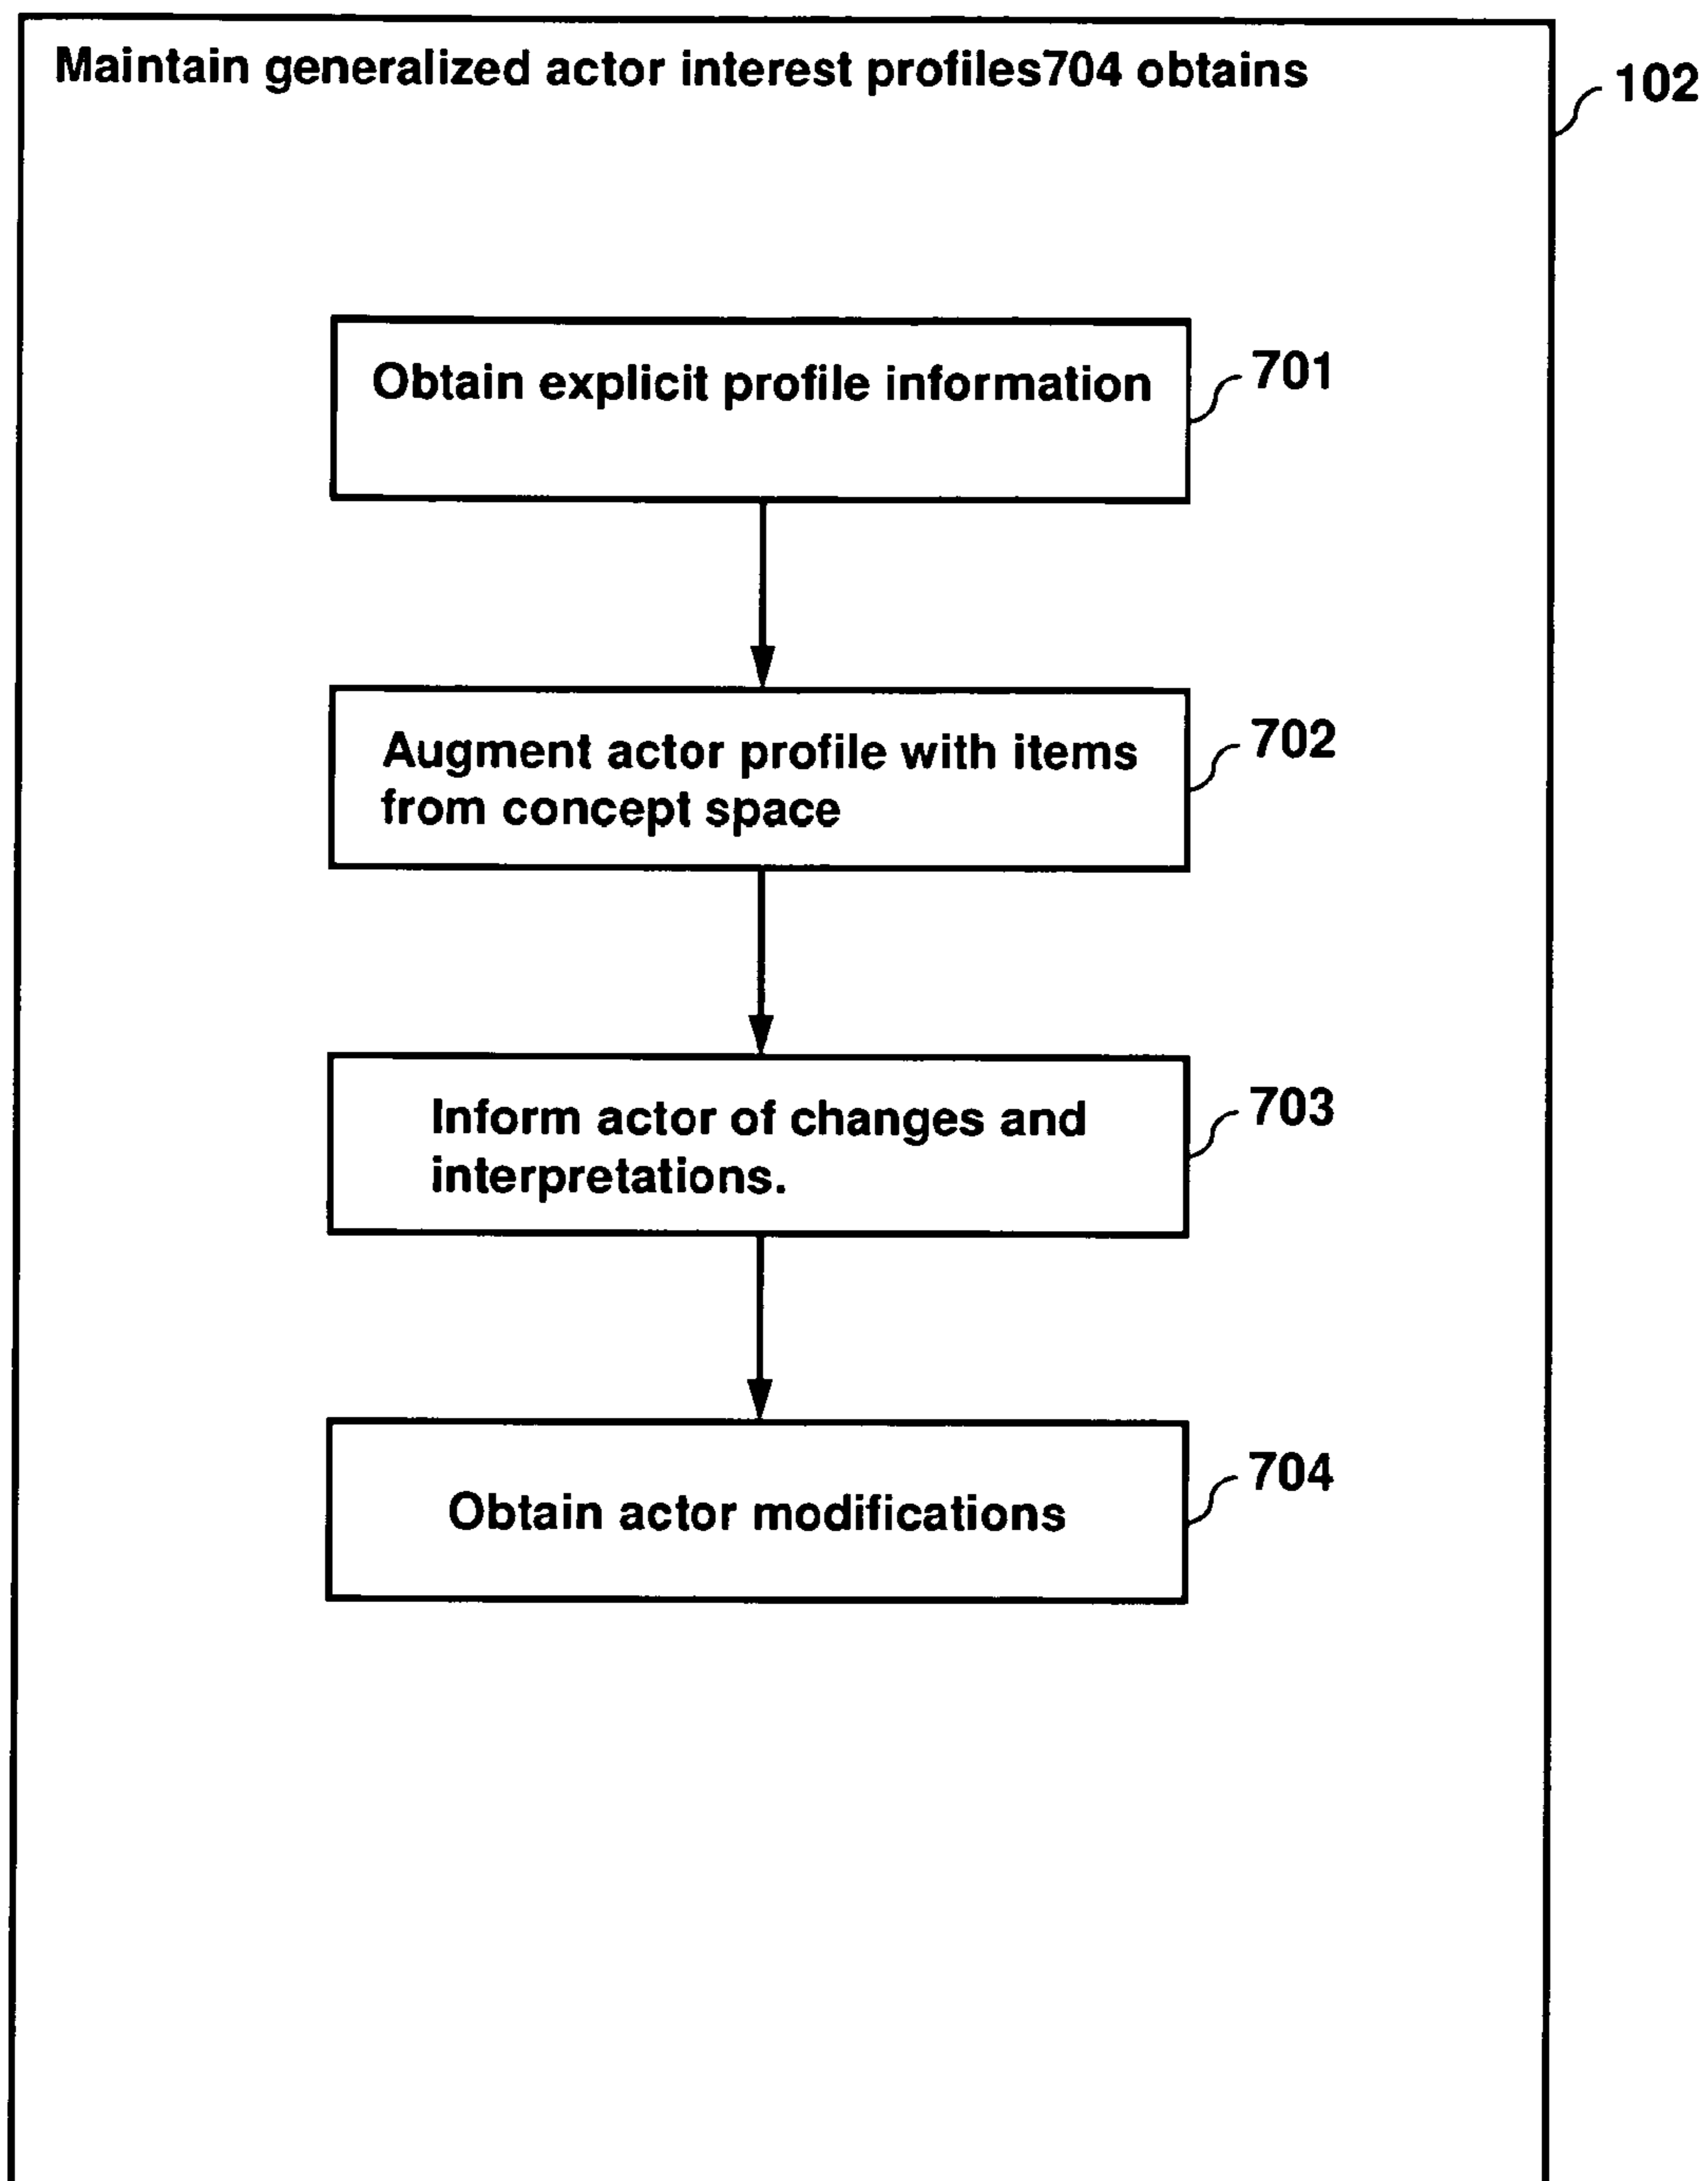 Maintain generalized actor interest profiles704 obtains
102
Obtain explicit profile information
701
Augment actor profile with items
from concept space
702
Inform actor of changes and
interpretations.
703
Obtain actor modifications
704